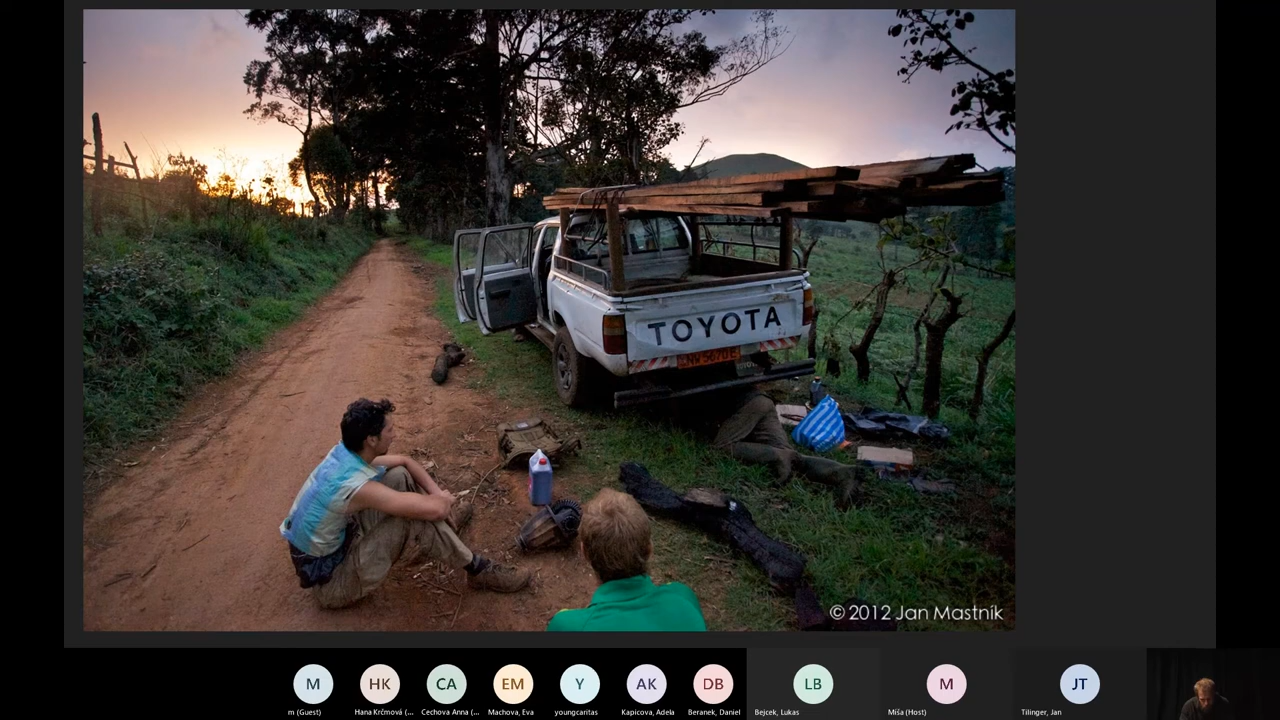 TOYOTA
© 2012 Jan Mastník
M
HK
CA
EM
Y
AK
DB
LB
M
JT
m (Guest)
Hana Krčmová (...
Cechova Anna (...
Machova, Eva
youngcaritas
Kapicova, Adela
Beranek, Daniel
Bejcek, Lukas
Míša (Host)
Tilinger, Jan